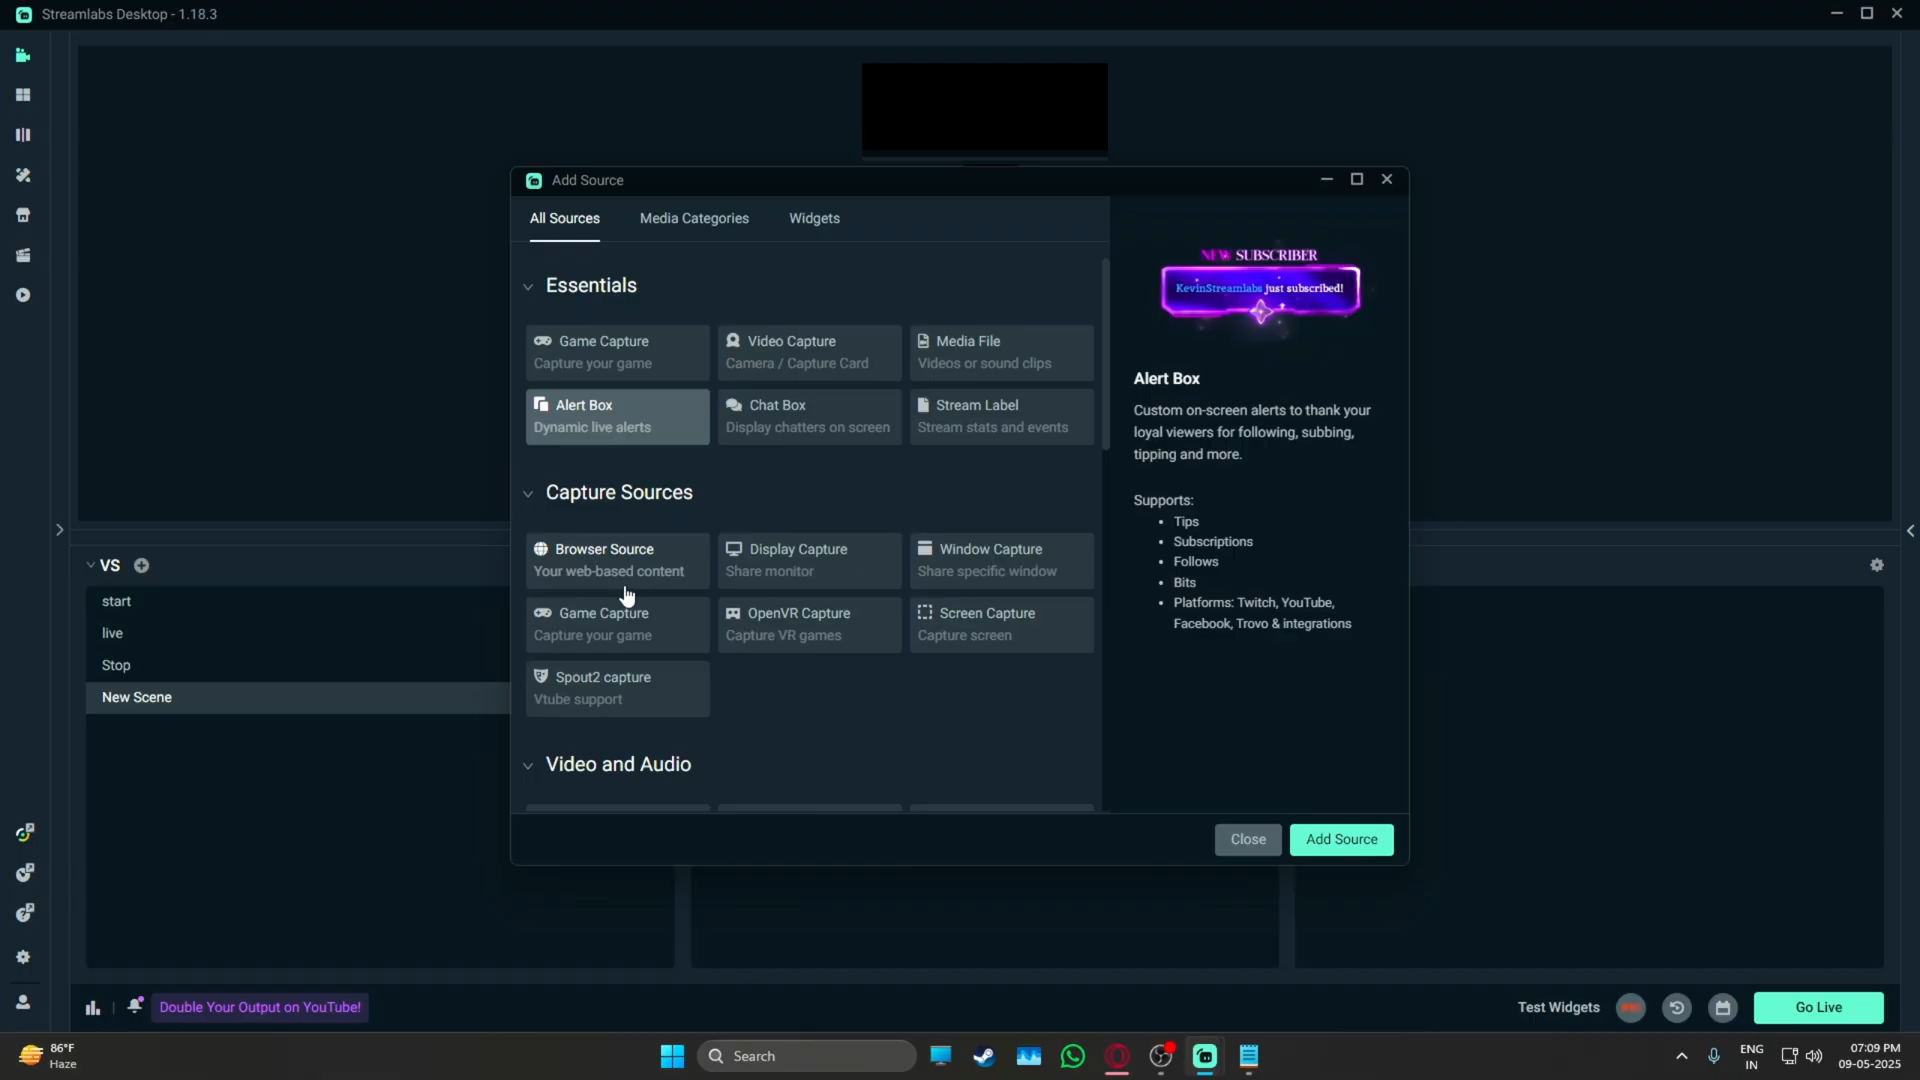 Streamlabs Desktop - 1.18.3
Add Source
All Sources
Media Categories
Widgets
Essentials
Game Capture
Capture your game
Video Capture
Camera / Capture Card
Media File
Videos or sound clips
Alert Box
Dynamic live alerts
Chat Box
Display chatters on screen
Stream Label
Stream stats and events
Capture Sources
Browser Source
Your web-based content
Display Capture
Share monitor
Window Capture
Share specific window
Game Capture
Capture your game
OpenVR Capture
Capture VR games
Screen Capture
Capture screen
Spout2 capture
Vtube support
Video and Audio
NEW SUBSCRIBER
KevinStreamlabs just subscribed!
Alert Box
Custom on-screen alerts to thank your
loyal viewers for following, subbing,
tipping and more.
Supports:
• Tips
• Subscriptions
• Follows
• Bits
• Platforms: Twitch, YouTube,
Facebook, Trovo & integrations
Close
Add Source
VS
start
live
Stop
New Scene
Double Your Output on YouTube!
Test Widgets
REC
Go Live
86°F
Haze
Search
ENG
IN
07:09 PM
09-05-2025